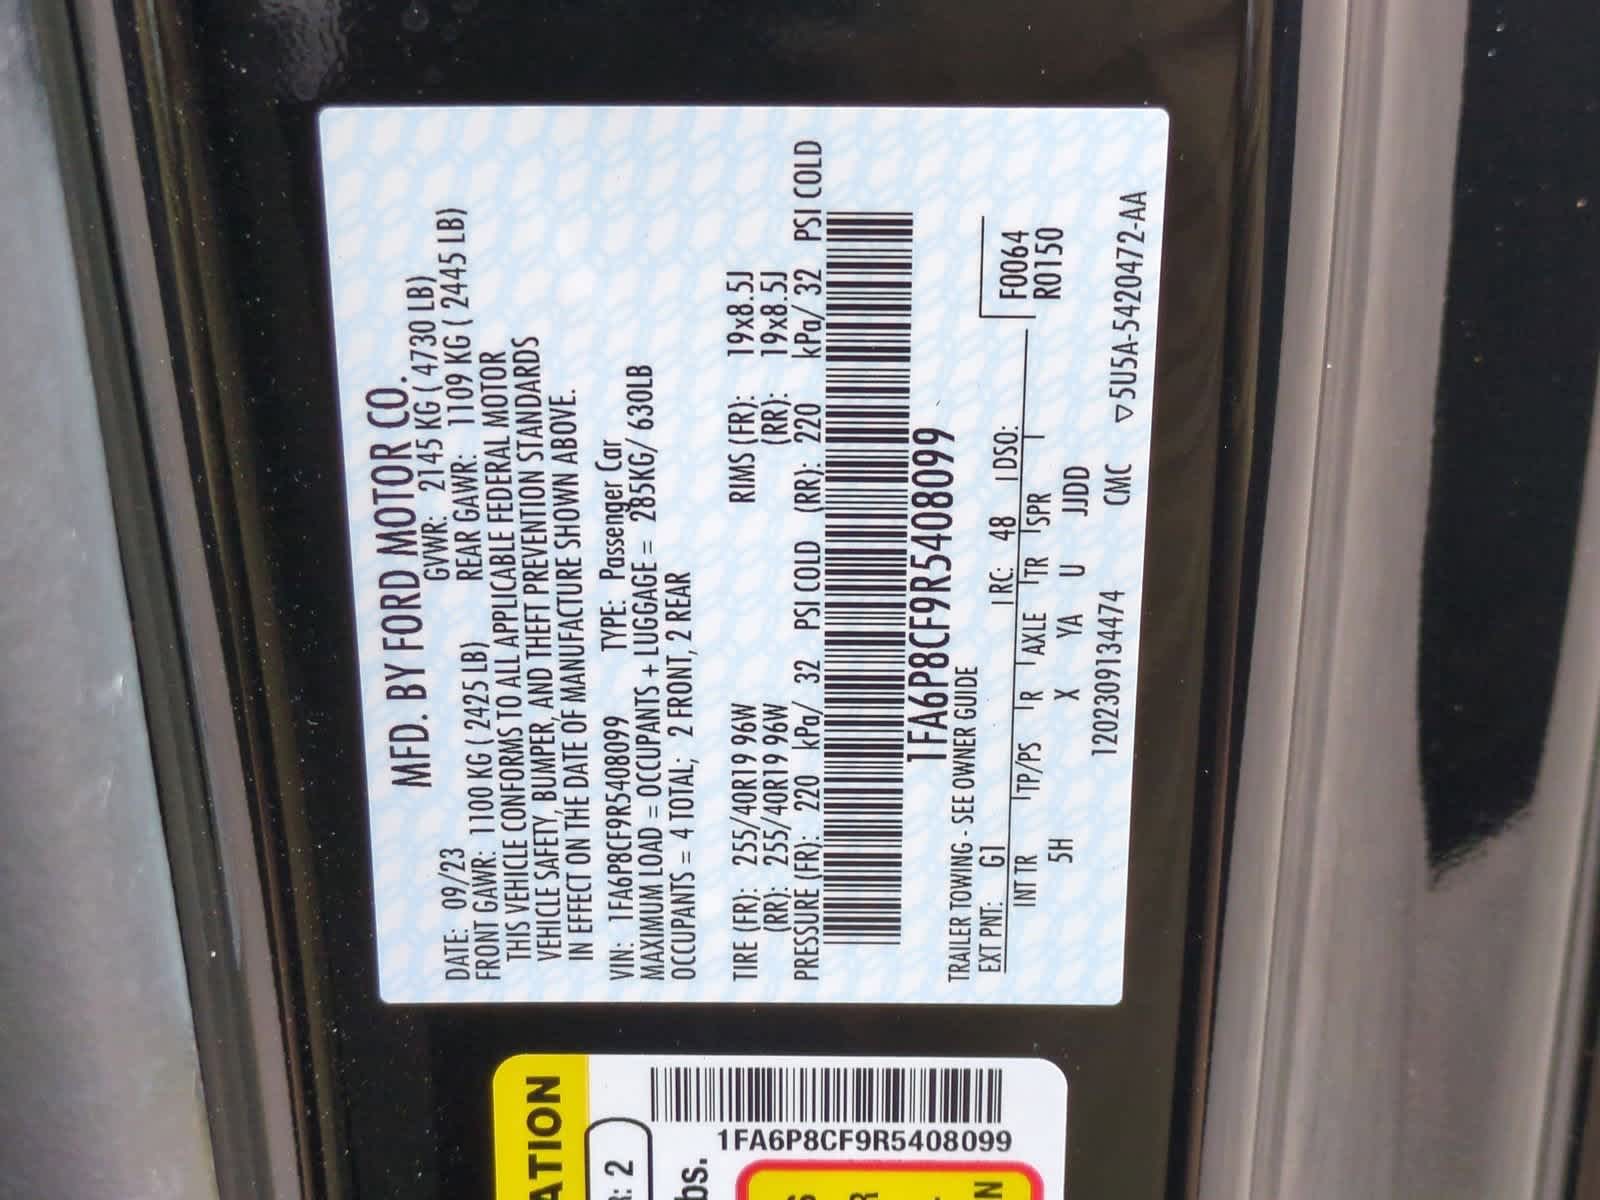 MFD. BY FORD MOTOR CO.
DATE: 09/23 GVWR: 2145 KG ( 4730 LB)
FRONT GAWR: 1100 KG ( 2425 LB) REAR GAWR: 1109 KG ( 2445 LB)
THIS VEHICLE CONFORMS TO ALL APPLICABLE FEDERAL MOTOR
VEHICLE SAFETY, BUMPER, AND THEFT PREVENTION STANDARDS
IN EFFECT ON THE DATE OF MANUFACTURE SHOWN ABOVE.
VIN: 1FA6P8CF9R5408099 TYPE: Passenger Car
MAXIMUM LOAD = OCCUPANTS + LUGGAGE = 285KG/ 630LB
OCCUPANTS = 4 TOTAL; 2 FRONT, 2 REAR
TIRE (FR): 255/40R19 96W RIMS (FR): 19x8.5J
(RR): 255/40R19 96W (RR): 19x8.5J
PRESSURE (FR): 220 kPa/ 32 PSI COLD (RR): 220 kPa/ 32 PSI COLD
1FA6P8CF9R5408099
TRAILER TOWING - SEE OWNER GUIDE
EXT PNT: G1 RC: 48 DSO: F0064
R0150
INT TR TP/PS R AXLE TR SPR
5H X YA U JJDD
120230913447​4 CMC ▽5U5A-5420472-AA
ATION
: 2
1FA6P8CF9R5408099
bs.
S
R
N